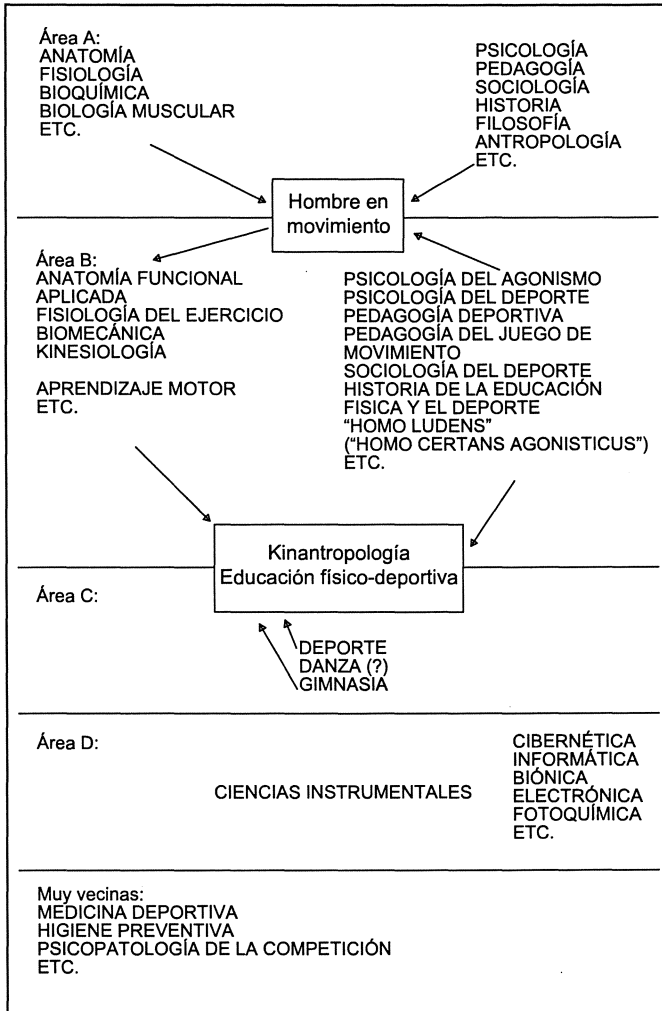 Área A:
ANATOMÍA
FISIOLOGÍA
BIOQUÍMICA
BIOLOGÍA MUSCULAR
ETC.
PSICOLOGÍA
PEDAGOGÍA
SOCIOLOGÍA
HISTORIA
FILOSOFÍA
ANTROPOLOGÍA
ETC.
Hombre en
movimiento
Área B:
ANATOMÍA FUNCIONAL
APLICADA
FISIOLOGÍA DEL EJERCICIO
BIOMECÁNICA
KINESIOLOGÍA
APRENDIZAJE MOTOR
ETC.
PSICOLOGÍA DEL AGONISMO
PSICOLOGÍA DEL DEPORTE
PEDAGOGÍA DEPORTIVA
PEDAGOGÍA DEL JUEGO DE
MOVIMIENTO
SOCIOLOGÍA DEL DEPORTE
HISTORIA DE LA EDUCACIÓN
FISICA Y EL DEPORTE
“HOMO LUDENS”
(“HOMO CERTANS AGONISTICUS”)
ETC.
Kinantropología
Educación físico-deportiva
Área C:
DEPORTE
DANZA (?)
GIMNASIA
Área D:
CIENCIAS INSTRUMENTALES
CIBERNÉTICA
INFORMÁTICA
BIÓNICA
ELECTRÓNICA
FOTOQUÍMICA
ETC.
Muy vecinas:
MEDICINA DEPORTIVA
HIGIENE PREVENTIVA
PSICOPATOLOGÍA DE LA COMPETICIÓN
ETC.